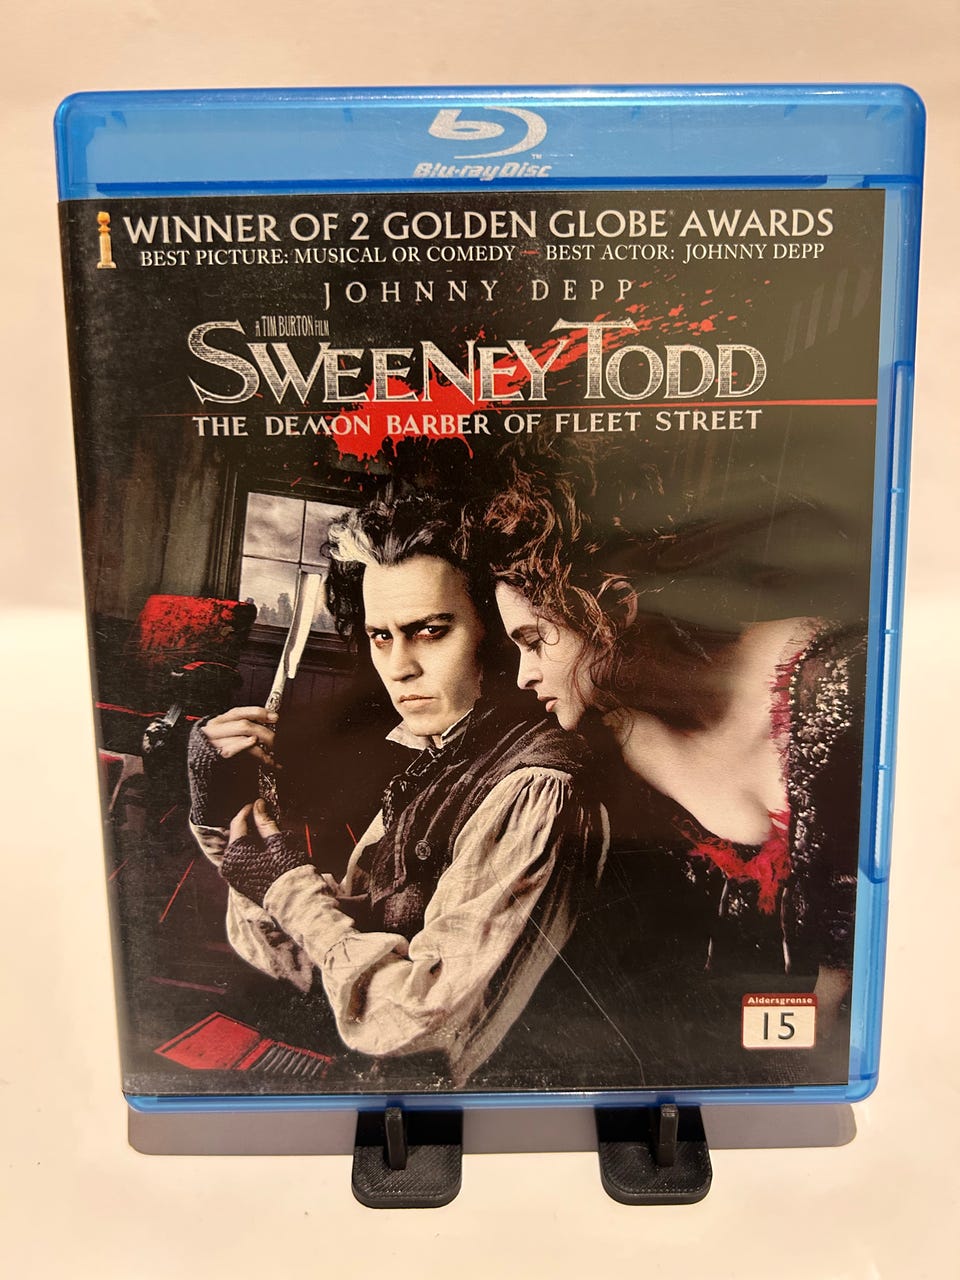 Blu-ray Disc™
WINNER OF 2 GOLDEN GLOBE® AWARDS
BEST PICTURE: MUSICAL OR COMEDY — BEST ACTOR: JOHNNY DEPP
JOHNNY DEPP
A TIM BURTON FILM
SWEENEY TODD
THE DEMON BARBER OF FLEET STREET
Aldersgrense
15